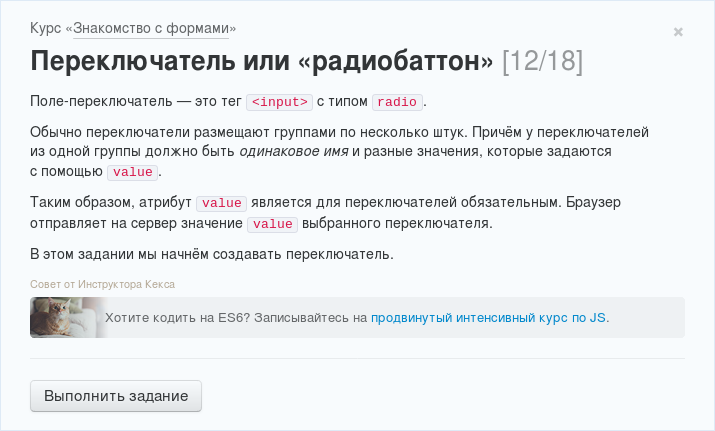 Курс «Знакомство с формами»
×
Переключатель или «радиобаттон» [12/18]
Поле-переключатель — это тег <input> с типом radio.
Обычно переключатели размещают группами по несколько штук. Причём у переключателей
из одной группы должно быть одинаковое имя и разные значения, которые задаются
с помощью value.
Таким образом, атрибут value является для переключателей обязательным. Браузер
отправляет на сервер значение value выбранного переключателя.
В этом задании мы начнём создавать переключатель.
Совет от Инструктора Кекса
Хотите кодить на ES6? Записывайтесь на продвинутый интенсивный курс по JS.
Выполнить задание